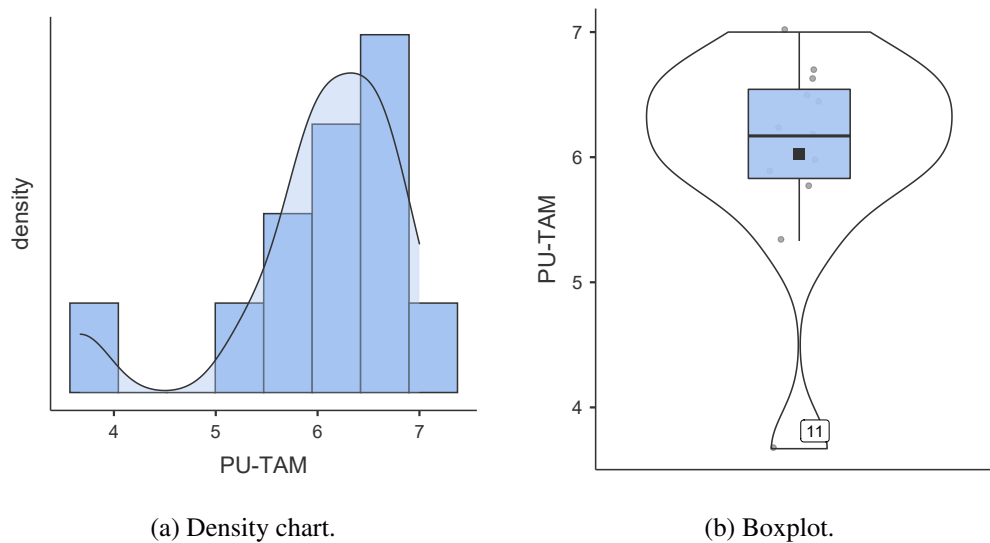 density
4 5 6 7
PU-TAM
(a) Density chart.
PU-TAM
7
6
5
4
11
(b) Boxplot.